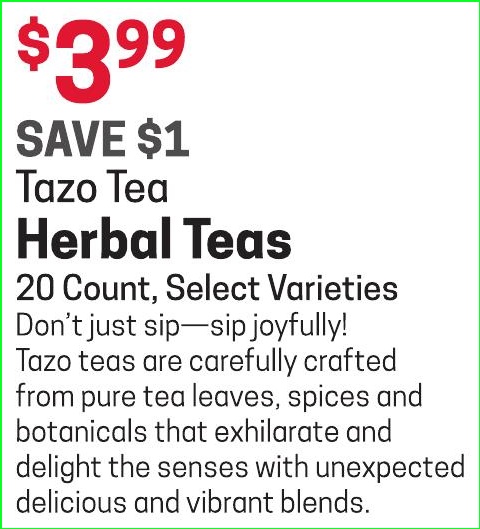 $3.99
SAVE $1
Tazo Tea
Herbal Teas
20 Count, Select Varieties
Don't just sip—sip joyfully!
Tazo teas are carefully crafted
from pure tea leaves, spices and
botanicals that exhilarate and
delight the senses with unexpected
delicious and vibrant blends.